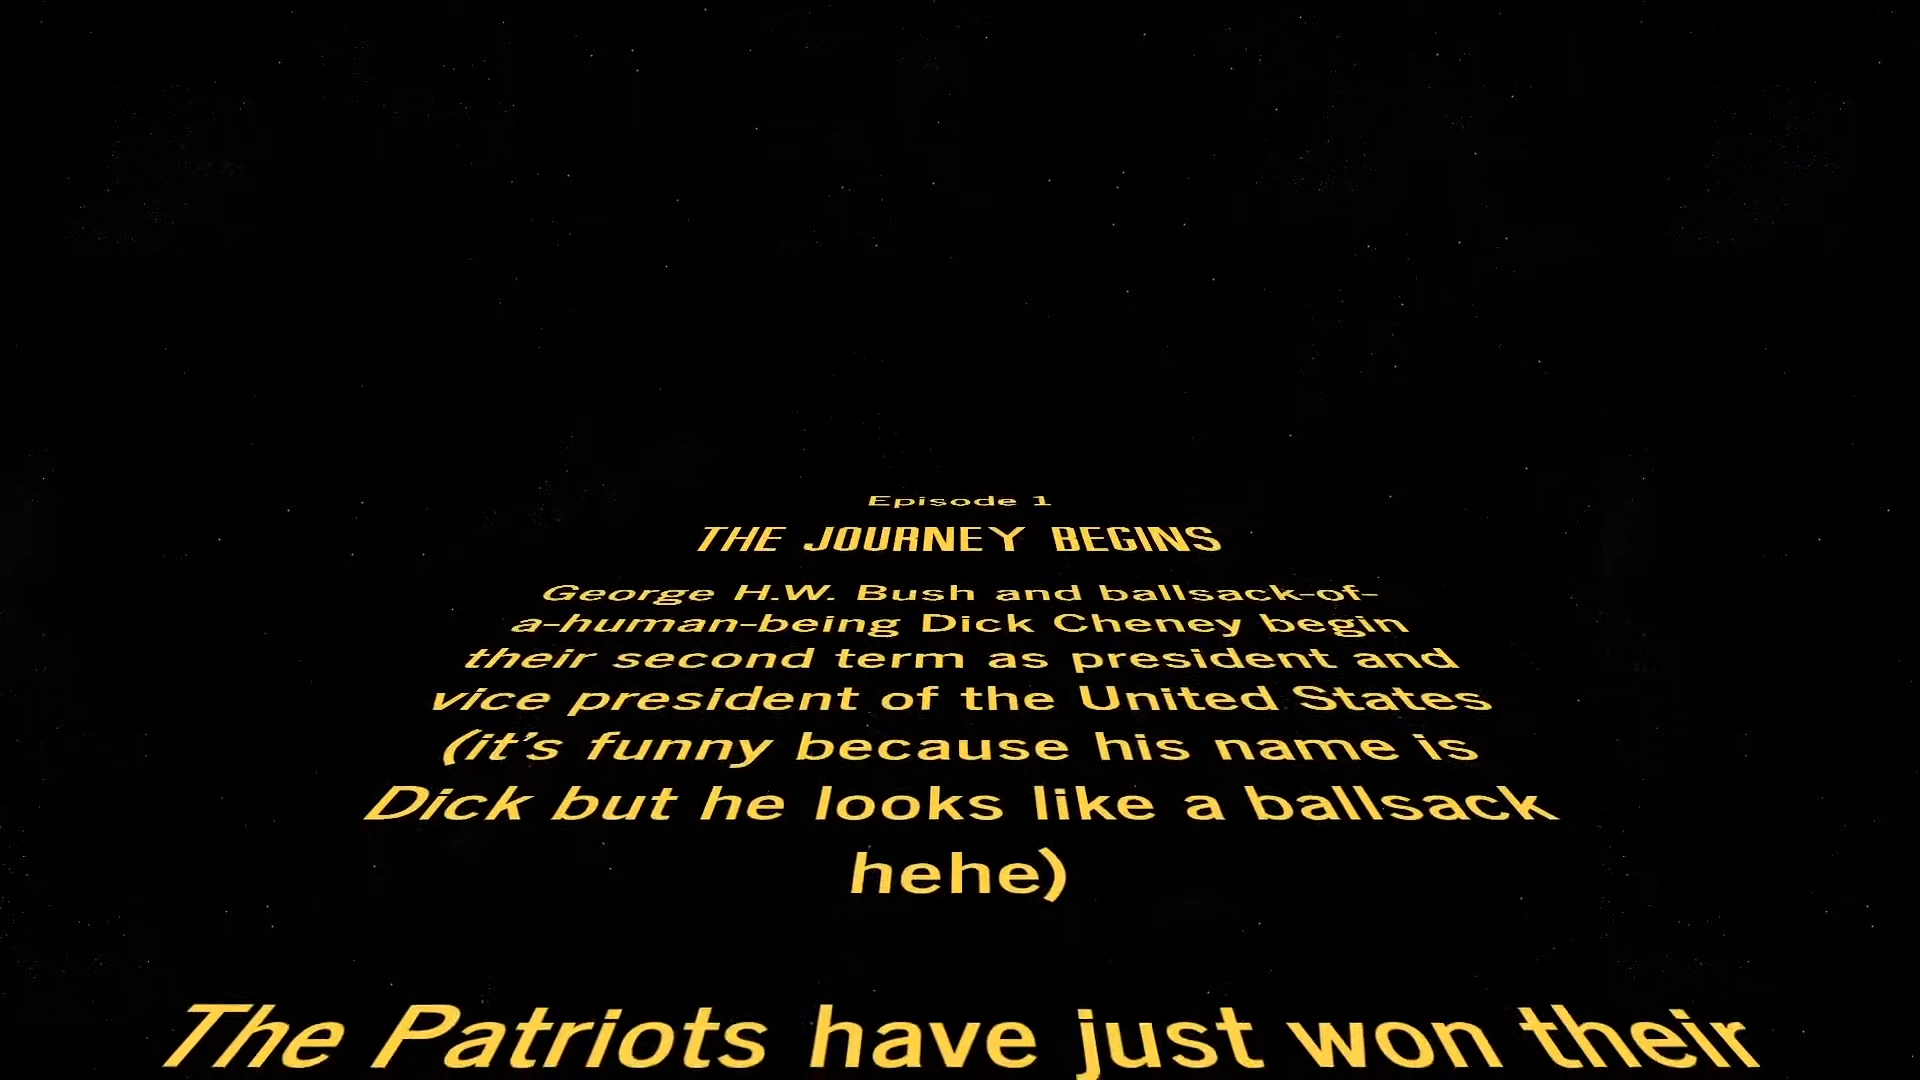 Episode 1
THE JOURNEY BEGINS
George H.W. Bush and ballsack-of-
a-human-being Dick Cheney begin
their second term as president and
vice president of the United States
(it’s funny because his name is
Dick but he looks like a ballsack
hehe)
The Patriots have just won their